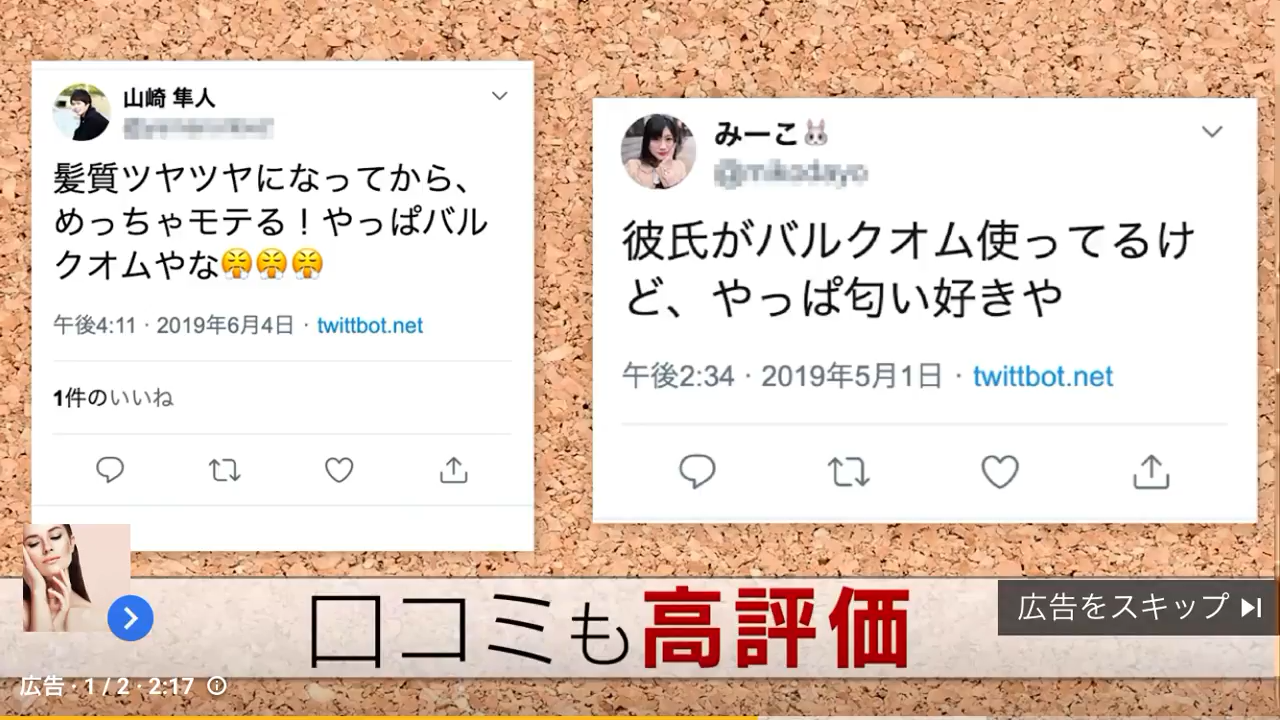 山崎 隼人
髪質ツヤツヤになってから、
めっちゃモテる！やっぱバル
クオムやな😤😤😤
午後4:11 · 2019年6月4日 · twittbot.net
1件のいいね
みーこ🐰
@mikodayo
彼氏がバルクオム使ってるけ
ど、やっぱ匂い好きや
午後2:34 · 2019年5月1日 · twittbot.net
口コミも高評価
広告をスキップ
広告 · 1 / 2 · 2:17